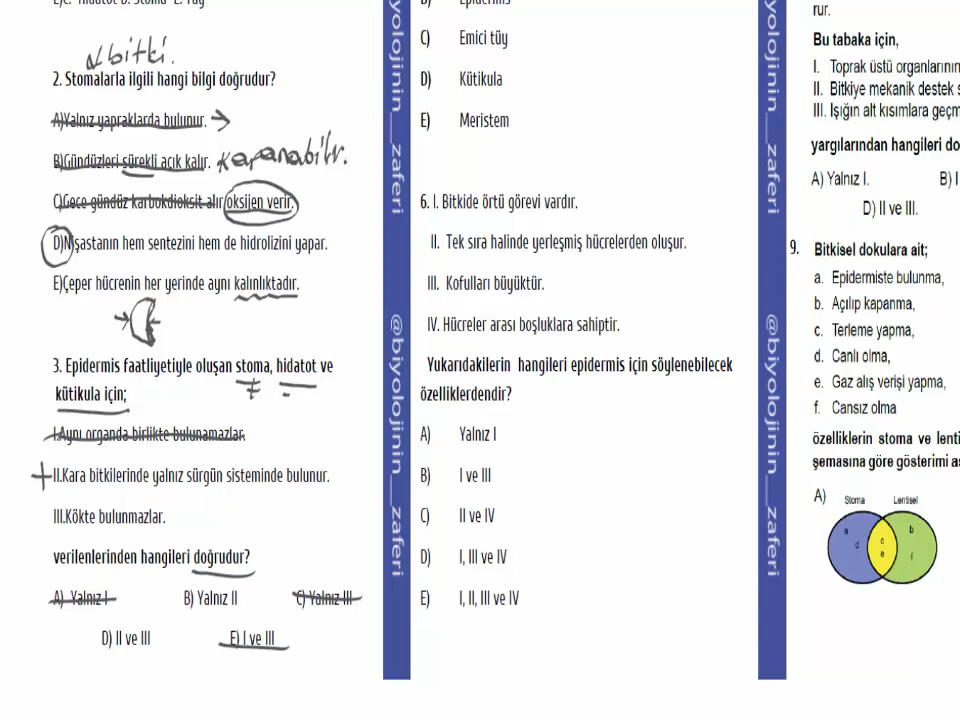 bitki.
2. Stomalarla ilgili hangi bilgi doğrudur?
A)Yalnız yapraklarda bulunur.
B)Gündüzleri sürekli açık kalır. Kapanabilir.
C)Gece gündüz karbokdioksit alır oksijen verir.
D)Nişastanın hem sentezini hem de hidrolizini yapar.
E)Çeper hücrenin her yerinde aynı kalınlıktadır.
3. Epidermis faatliyetiyle oluşan stoma, hidatot ve
kütikula için;
I.Aynı organda birlikte bulunamazlar.
II.Kara bitkilerinde yalnız sürgün sisteminde bulunur.
III.Kökte bulunmazlar.
verilenlerinden hangileri doğrudur?
A) Yalnız I
B) Yalnız II
C) Yalnız III
D) II ve III
E) I ve III
@biyolojinin__zaferi
C) Emici tüy
D) Kütikula
E) Meristem
6. I. Bitkide örtü görevi vardır.
II. Tek sıra halinde yerleşmiş hücrelerden oluşur.
III. Kofulları büyüktür.
IV. Hücreler arası boşluklara sahiptir.
Yukarıdakilerin hangileri epidermis için söylenebilecek
özelliklerdendir?
A) Yalnız I
B) I ve III
C) II ve IV
D) I, III ve IV
E) I, II, III ve IV
@biyolojinin__zaferi
rur.
Bu tabaka için,
I. Toprak üstü organlarının
II. Bitkiye mekanik destek s
III. Işığın alt kısımlara geçm
yargılarından hangileri do
A) Yalnız I.
B) I
D) II ve III.
9. Bitkisel dokulara ait;
a. Epidermiste bulunma,
b. Açılıp kapanma,
c. Terleme yapma,
d. Canlı olma,
e. Gaz alış verişi yapma,
f. Cansız olma
özelliklerin stoma ve lenti
şemasına göre gösterimi aş
A)
Stoma Lentisel
a
d
c
e
b
f